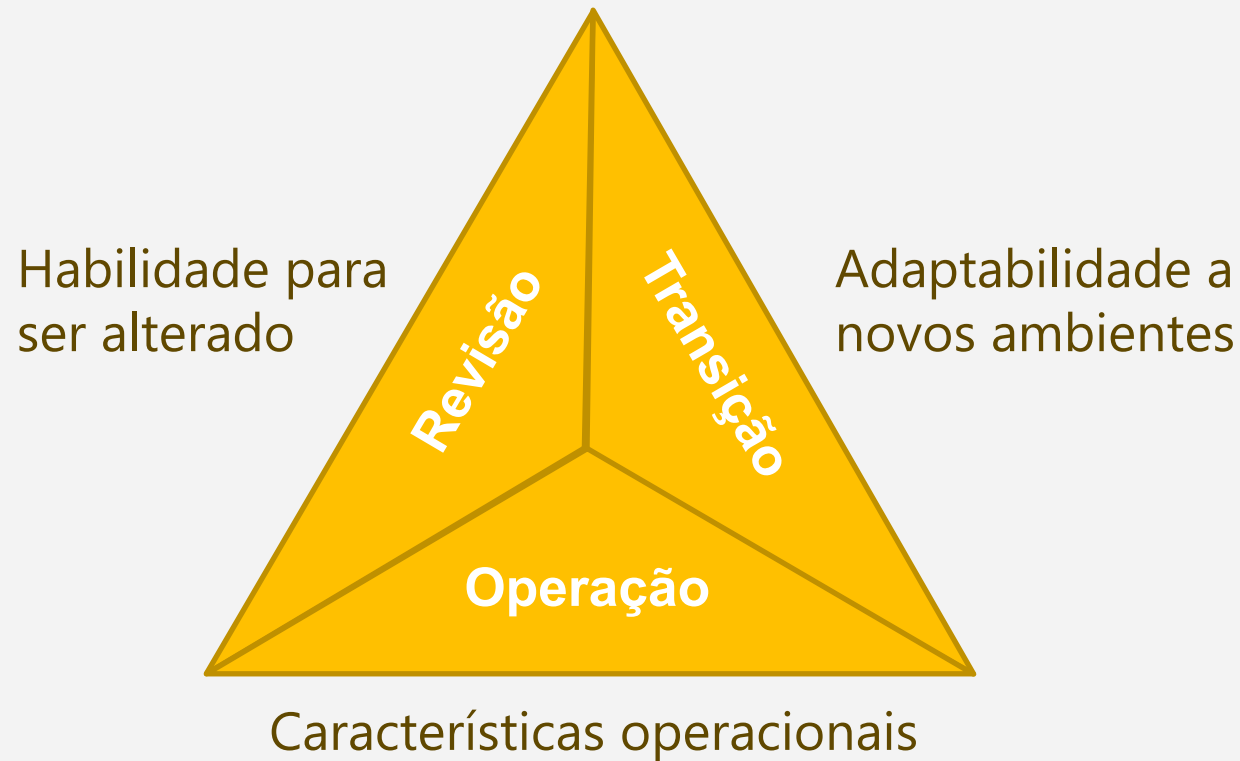 Habilidade para
ser alterado
Revisão
Transição
Adaptabilidade a
novos ambientes
Operação
Características operacionais